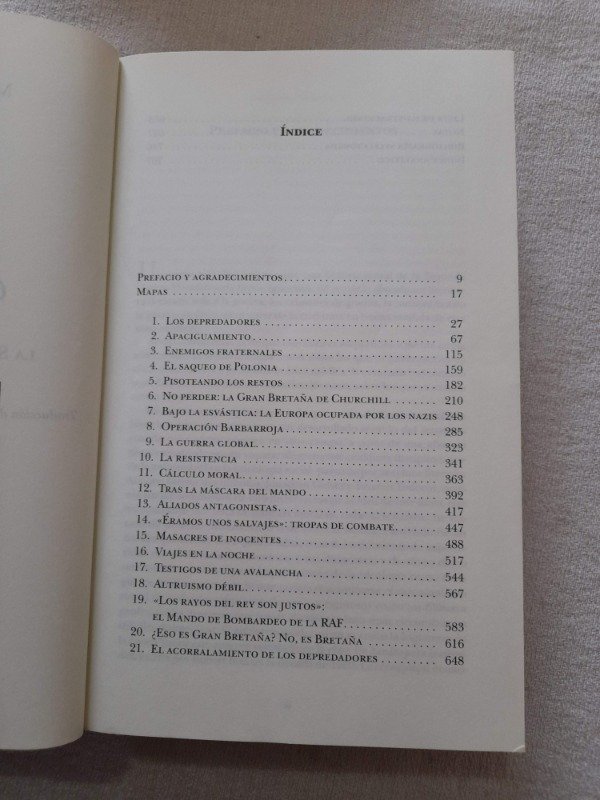 ÍNDICE
PREFACIO Y AGRADECIMIENTOS . . . . . . . . . . . . . . . . . . . . . . . 9
MAPAS . . . . . . . . . . . . . . . . . . . . . . . . . . . . . . . . . . . . . . 17
1. LOS DEPREDADORES . . . . . . . . . . . . . . . . . . . . . . . . . 27
2. APACIGUAMIENTO . . . . . . . . . . . . . . . . . . . . . . . . . . 67
3. ENEMIGOS FRATERNALES . . . . . . . . . . . . . . . . . . . . . . 115
4. EL SAQUEO DE POLONIA . . . . . . . . . . . . . . . . . . . . . . 159
5. PISOTEANDO LOS RESTOS . . . . . . . . . . . . . . . . . . . . . 182
6. NO PERDER: LA GRAN BRETAÑA DE CHURCHILL . . . . . . . . 210
7. BAJO LA ESVÁSTICA: LA EUROPA OCUPADA POR LOS NAZIS 248
8. OPERACIÓN BARBARROJA . . . . . . . . . . . . . . . . . . . . . 285
9. LA GUERRA GLOBAL. . . . . . . . . . . . . . . . . . . . . . . . . 323
10. LA RESISTENCIA . . . . . . . . . . . . . . . . . . . . . . . . . . 341
11. CÁLCULO MORAL. . . . . . . . . . . . . . . . . . . . . . . . . . 363
12. TRAS LA MÁSCARA DEL MANDO . . . . . . . . . . . . . . . . . 392
13. ALIADOS ANTAGONISTAS. . . . . . . . . . . . . . . . . . . . . 417
14. «ÉRAMOS UNOS SALVAJES»: TROPAS DE COMBATE. . . . . . . 447
15. MASACRES DE INOCENTES . . . . . . . . . . . . . . . . . . . . 488
16. VIAJES EN LA NOCHE . . . . . . . . . . . . . . . . . . . . . . . 517
17. TESTIGOS DE UNA AVALANCHA . . . . . . . . . . . . . . . . . 544
18. ALTRUISMO DÉBIL. . . . . . . . . . . . . . . . . . . . . . . . . 567
19. «LOS RAYOS DEL REY SON JUSTOS»:
EL MANDO DE BOMBARDEO DE LA RAF. . . . . . . . . . . . . . 583
20. ¿ESO ES GRAN BRETAÑA? NO, ES BRETAÑA . . . . . . . . . . 616
21. EL ACORRALAMIENTO DE LOS DEPREDADORES . . . . . . . . . 648